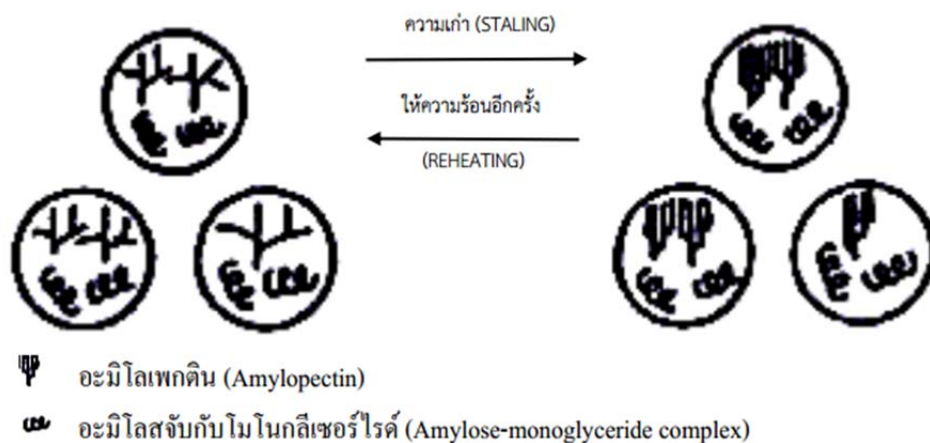 ความเก่า (STALING)
ให้ความร้อนอีกครั้ง
(REHEATING)
อะมิโลเพกติน (Amylopectin)
อะมิโลสจับกับโมโนกลีเซอร์ไรด์ (Amylose-monoglyceride complex)